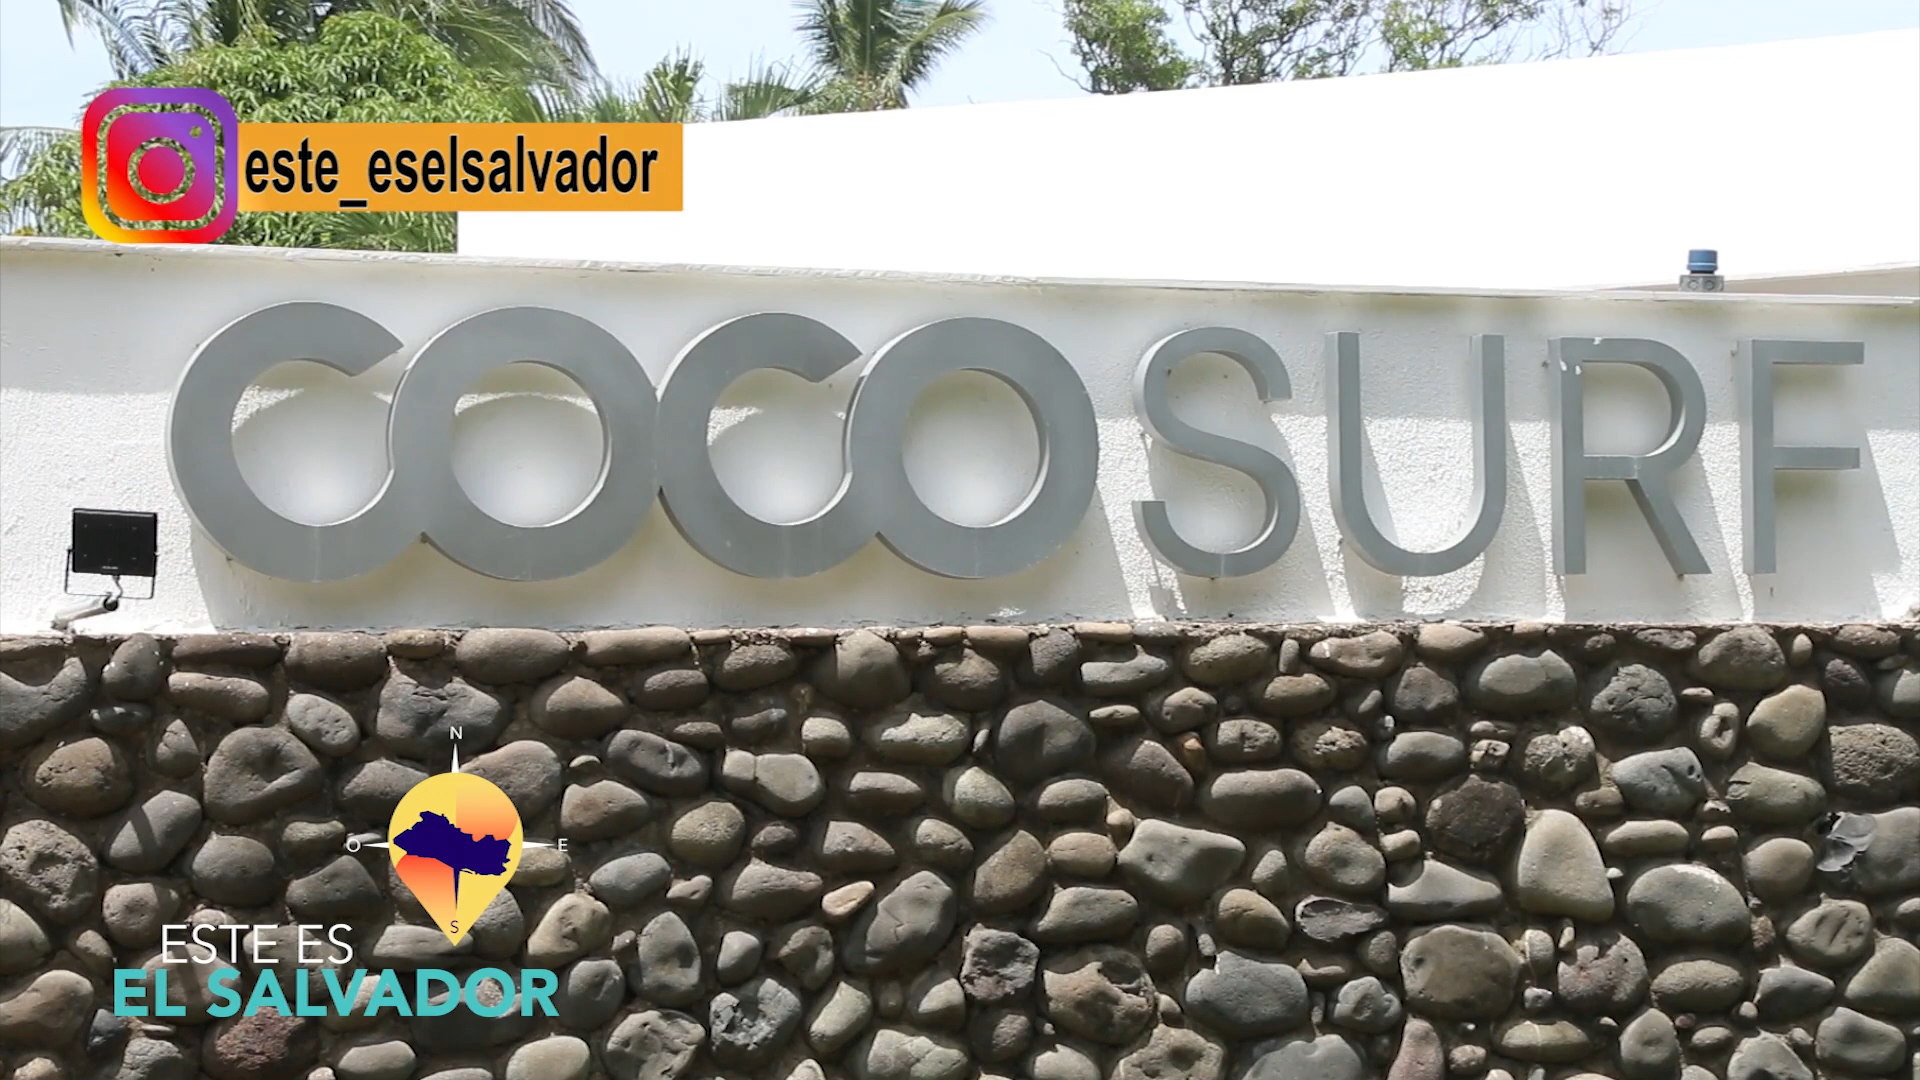 este_eselsalvador
COCO SURF
N
O E
S
ESTE ES
EL SALVADOR